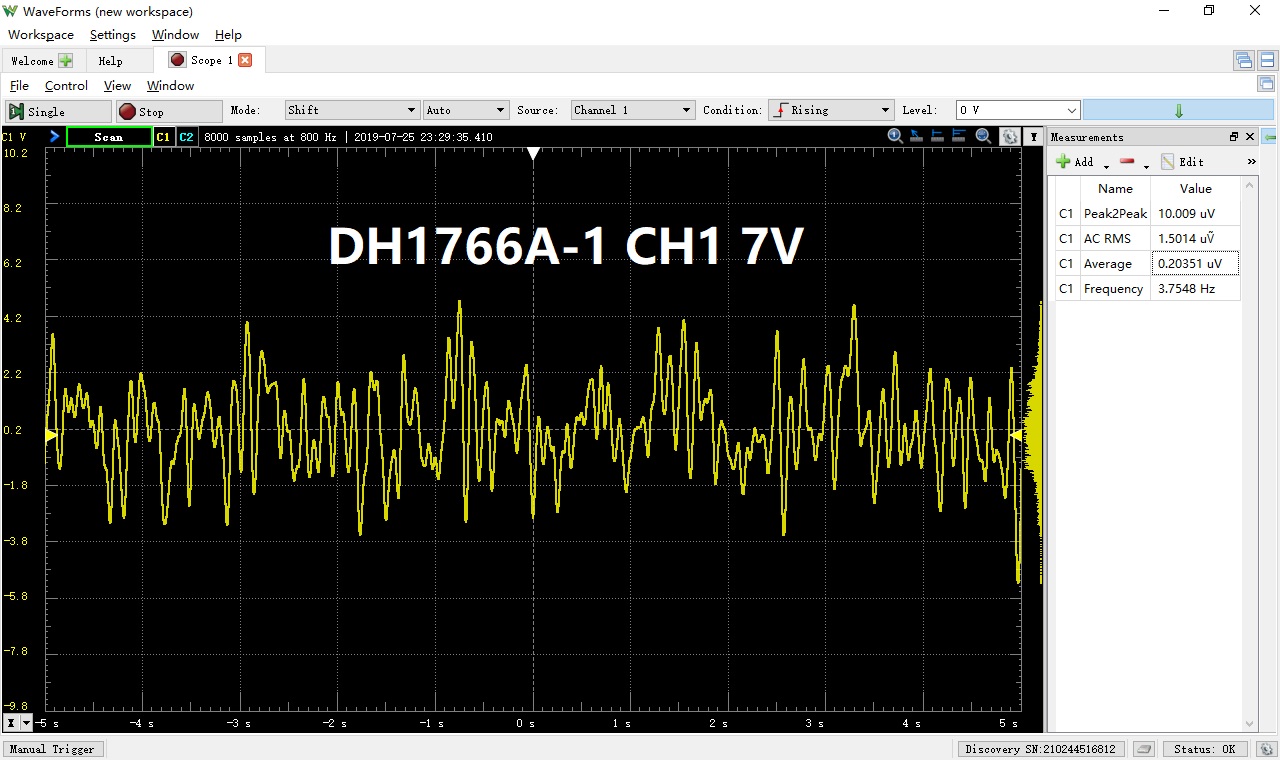 WaveForms (new workspace)
Workspace Settings Window Help
Welcome Help Scope 1
File Control View Window
Single Stop Mode: Shift Auto Source: Channel 1 Condition: Rising Level: 0 V
C1 V Scan C1 C2 8000 samples at 800 Hz | 2019-07-25 23:29:35.410 Y
Measurements
Add Edit »
Name Value
C1 Peak2Peak 10.009 uV
C1 AC RMS 1.5014 uṼ
C1 Average 0.20351 uV
C1 Frequency 3.7548 Hz
DH1766A-1 CH1 7V
10.2
8.2
6.2
4.2
2.2
0.2
-1.8
-3.8
-5.8
-7.8
-9.8
X -5 s -4 s -3 s -2 s -1 s 0 s 1 s 2 s 3 s 4 s 5 s
Manual Trigger Discovery SN:210244516812 Status: OK